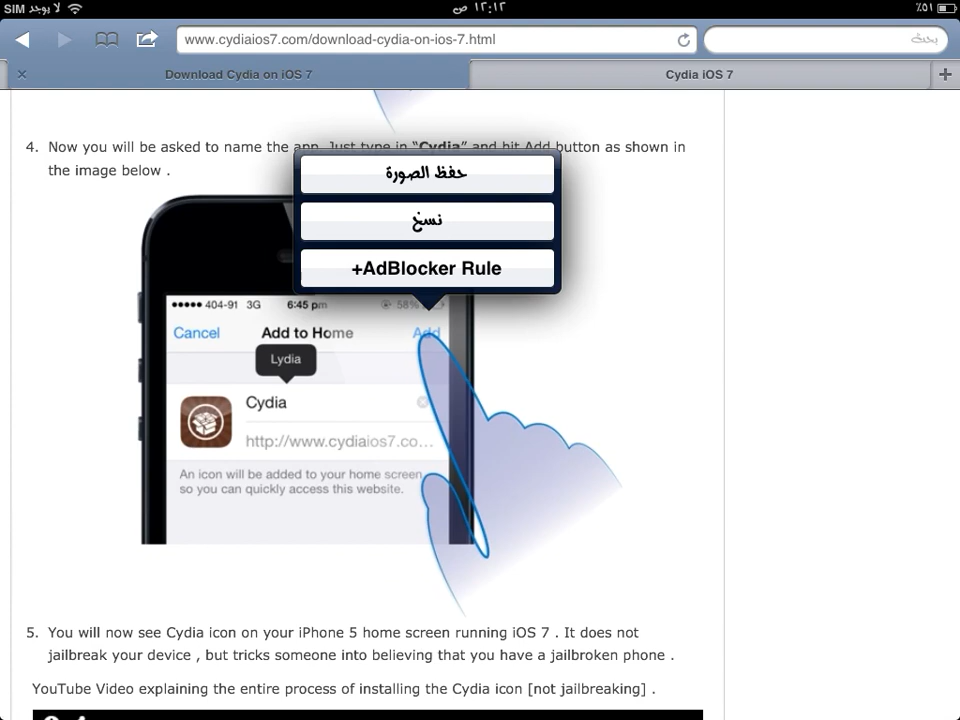 لا يوجد SIM
١٢:١٢ ص
٪٥١
www.cydiaios7.com/download-cydia-on-ios-7.html
بحث
Download Cydia on iOS 7
Cydia iOS 7
4. Now you will be asked to name the app. Just type in “Cydia” and hit Add button as shown in
the image below .
حفظ الصورة
نسخ
+AdBlocker Rule
404-91 3G 6:45 pm 58%
Cancel Add to Home Add
Lydia
Cydia
http://www.cydiaios7.co...
An icon will be added to your home screen
so you can quickly access this website.
5. You will now see Cydia icon on your iPhone 5 home screen running iOS 7 . It does not
jailbreak your device , but tricks someone into believing that you have a jailbroken phone .
YouTube Video explaining the entire process of installing the Cydia icon [not jailbreaking] .